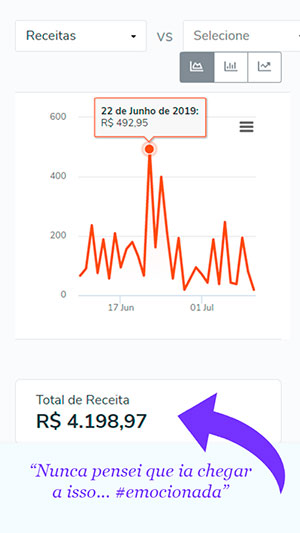 Receitas VS Selecione
22 de Junho de 2019:
R$ 492,95
600
400
200
0
17 Jun 01 Jul
Total de Receita
R$ 4.198,97
“Nunca pensei que ia chegar
a isso... #emocionada”